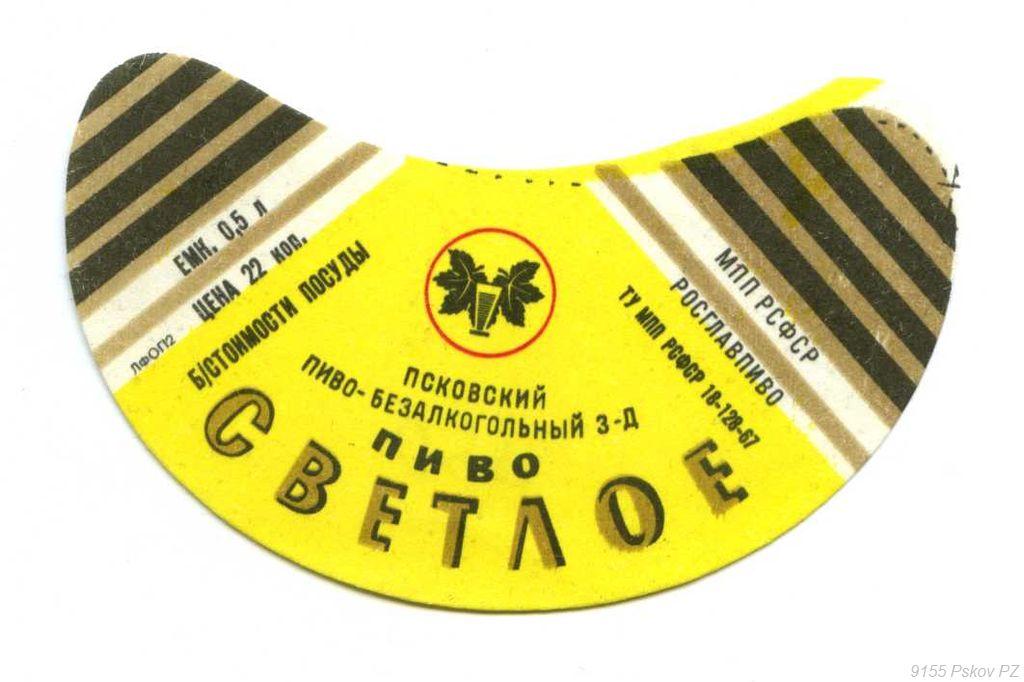 ЕМК. 0,5 л
ЦЕНА 22 коп.
Б/СТОИМОСТИ ПОСУДЫ
ЛФОП2
ПСКОВСКИЙ
ПИВО-БЕЗАЛКОГОЛЬНЫЙ З-Д
ПИВО
СВЕТЛОЕ
МПП РСФСР
РОСГЛАВПИВО
ТУ МПП РСФСР 18-128-67
9155 Pskov PZ